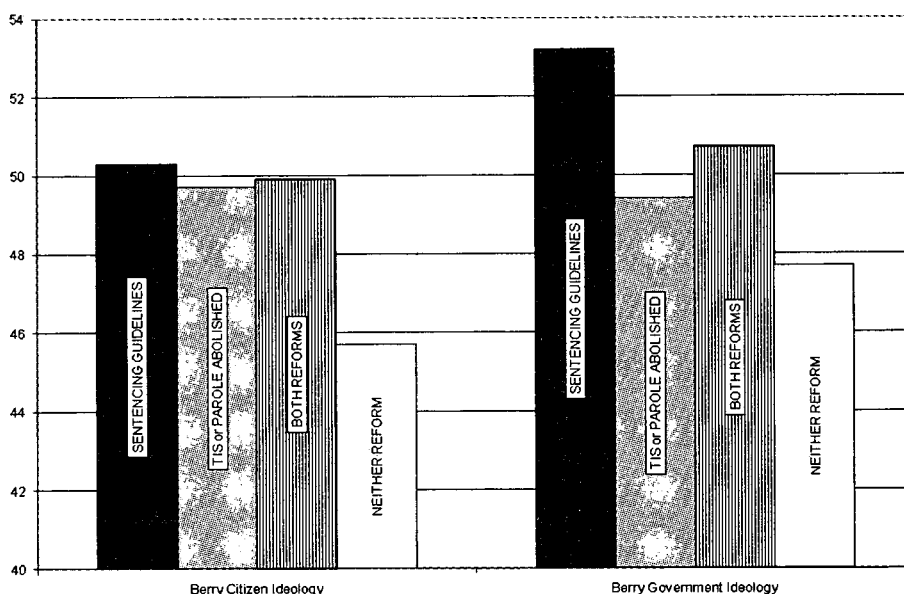 54
52
50
48
46
44
42
40
SENTENCING GUIDELINES
TIS or PAROLE ABOLISHED
BOTH REFORMS
NEITHER REFORM
SENTENCING GUIDELINES
TIS or PAROLE ABOLISHED
BOTH REFORMS
NEITHER REFORM
Berry Citizen Ideology
Berry Government Ideology